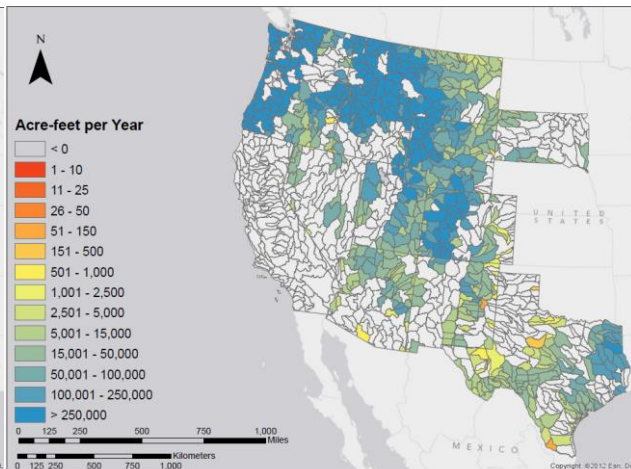 N
Acre-feet per Year
< 0
1 - 10
11 - 25
26 - 50
51 - 150
151 - 500
501 - 1,000
1,001 - 2,500
2,501 - 5,000
5,001 - 15,000
15,001 - 50,000
50,001 - 100,000
100,001 - 250,000
> 250,000
0 125 250 500 750 1,000
Miles
Kilometers
0 125 250 500 750 1,000
UNITED
STATES
MEXICO
Copyright: ©2012 Esri, D